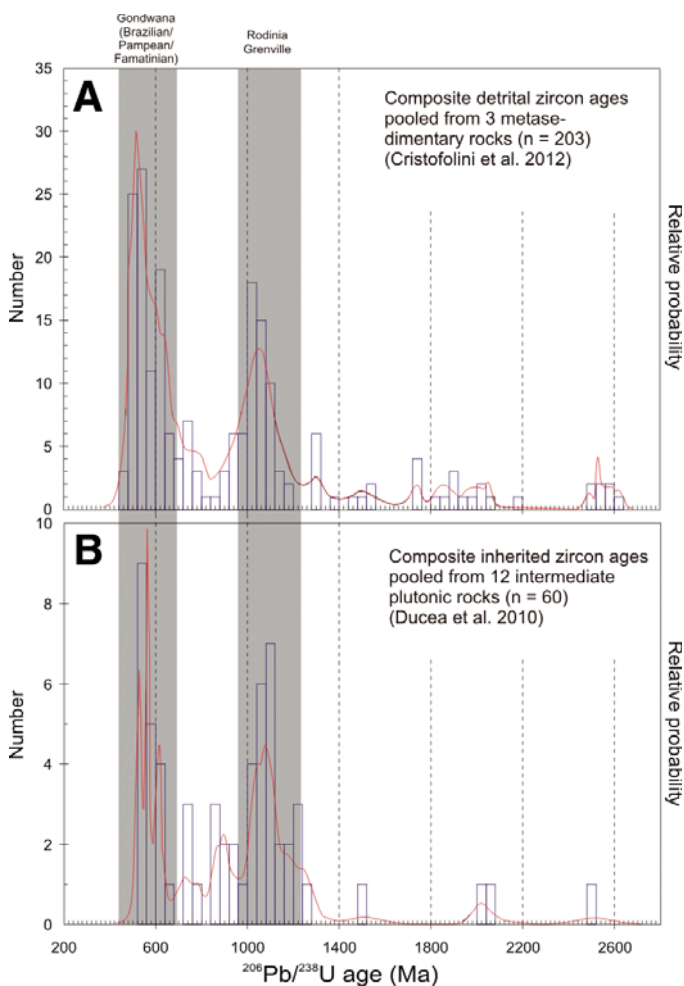 Gondwana
(Brazilian/
Pampean/
Famatinian)
Rodinia
Grenville
A
Composite detrital zircon ages
pooled from 3 metase-
dimentary rocks (n = 203)
(Cristofolini et al. 2012)
35
30
25
20
15
10
5
0
Number
Relative probability
B
Composite inherited zircon ages
pooled from 12 intermediate
plutonic rocks (n = 60)
(Ducea et al. 2010)
10
8
6
4
2
0
Number
Relative probability
200 600 1000 1400 1800 2200 2600
²⁰⁶Pb/²³⁸U age (Ma)